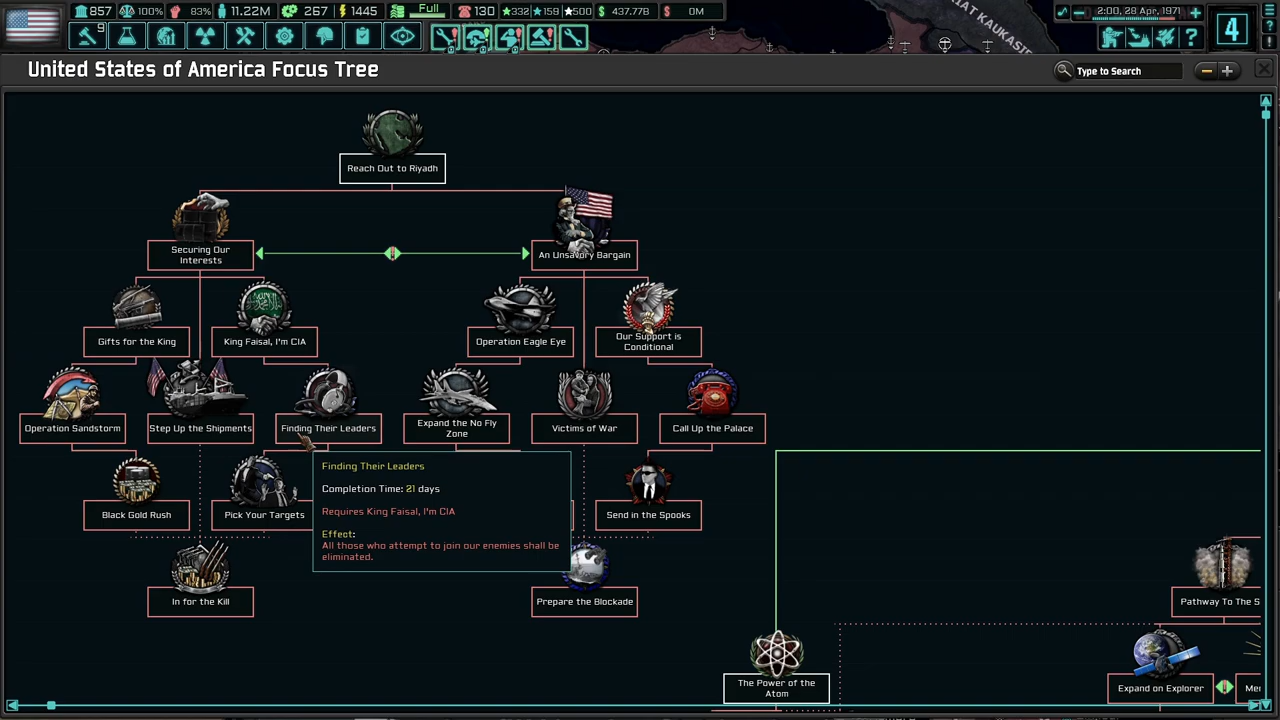 857 100% 83% 11.22M 267 1445 Full 130 332 159 500 $ 437.77B $ 0M
2:00, 28 Apr, 1971
4
9
IAT KAUKAS
United States of America Focus Tree
Type to Search
Reach Out to Riyadh
Securing Our
Interests
An Unsavory Bargain
Gifts for the King
King Faisal, I'm CIA
Operation Eagle Eye
Our Support is
Conditional
Operation Sandstorm
Step Up the Shipments
Finding Their Leaders
Expand the No Fly
Zone
Victims of War
Call Up the Palace
Finding Their Leaders
Completion Time: 21 days
Requires King Faisal, I'm CIA
Effect:
All those who attempt to join our enemies shall be
eliminated.
Black Gold Rush
Pick Your Targets
Send in the Spooks
In for the Kill
Prepare the Blockade
Pathway To The S
The Power of the
Atom
Expand on Explorer
Me